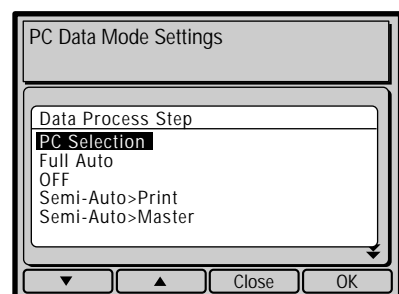 PC Data Mode Settings
Data Process Step
PC Selection
Full Auto
OFF
Semi-Auto>Print
Semi-Auto>Master
▼ ▲ Close OK